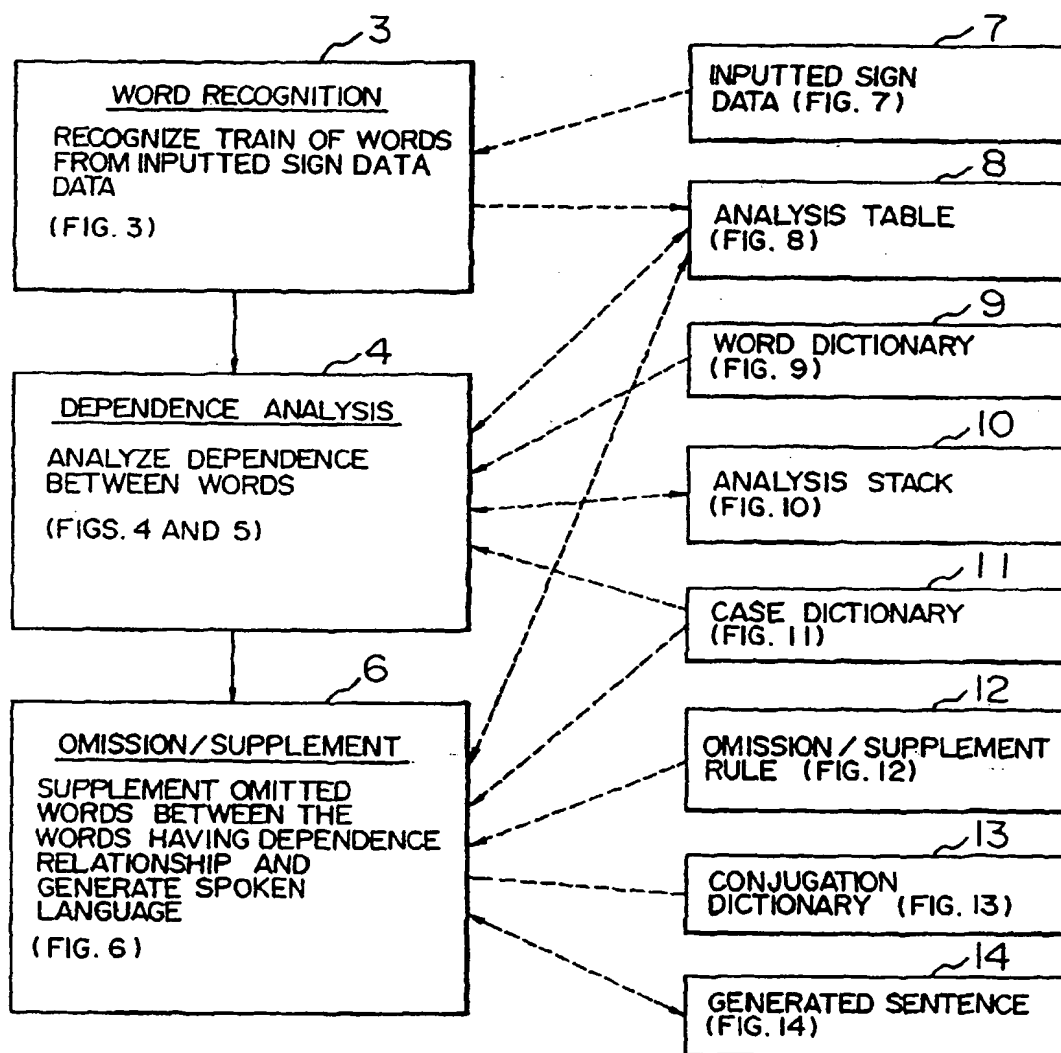 3
WORD RECOGNITION
RECOGNIZE TRAIN OF WORDS
FROM INPUTTED SIGN DATA
DATA
(FIG. 3)
4
DEPENDENCE ANALYSIS
ANALYZE DEPENDENCE
BETWEEN WORDS
(FIGS. 4 AND 5)
6
OMISSION/SUPPLEMENT
SUPPLEMENT OMITTED
WORDS BETWEEN THE
WORDS HAVING DEPENDENCE
RELATIONSHIP AND
GENERATE SPOKEN
LANGUAGE
(FIG. 6)
7
INPUTTED SIGN
DATA (FIG. 7)
8
ANALYSIS TABLE
(FIG. 8)
9
WORD DICTIONARY
(FIG. 9)
10
ANALYSIS STACK
(FIG. 10)
11
CASE DICTIONARY
(FIG. 11)
12
OMISSION / SUPPLEMENT
RULE (FIG. 12)
13
CONJUGATION
DICTIONARY (FIG. 13)
14
GENERATED SENTENCE
(FIG. 14)